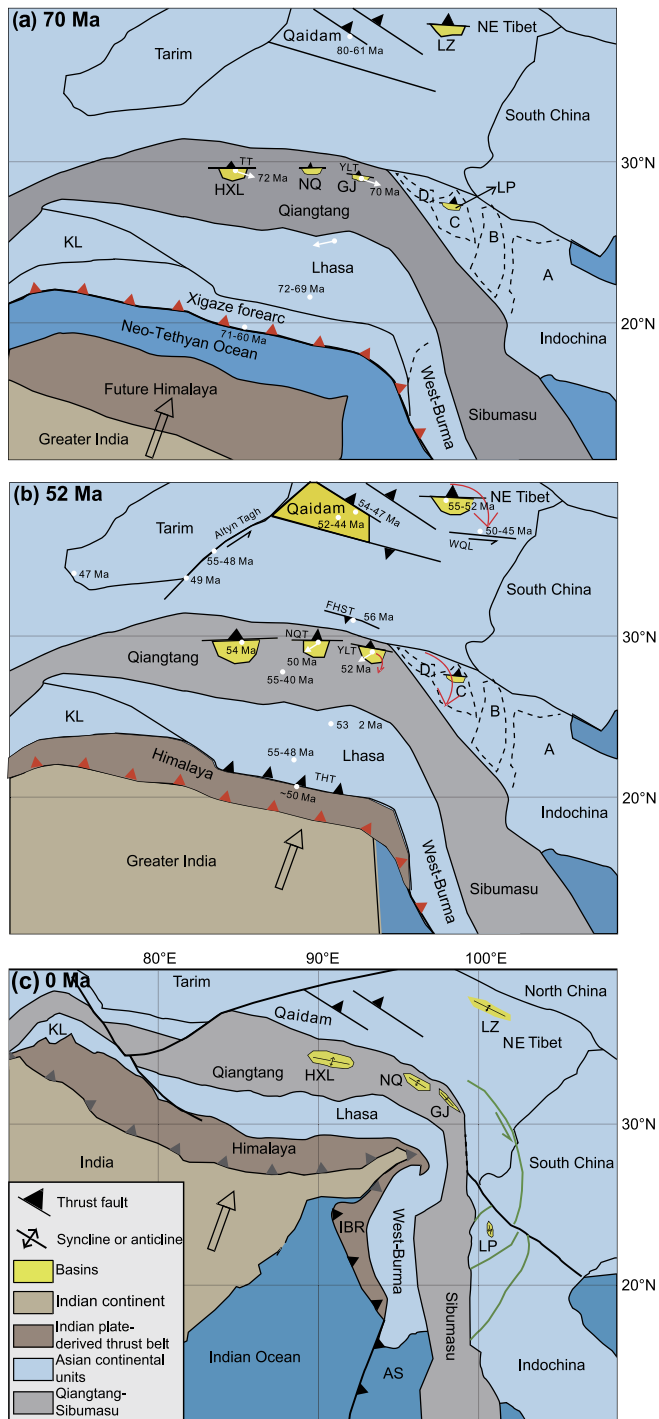 (a) 70 Ma
Tarim
Qaidam
80-61 Ma
LZ
NE Tibet
South China
30°N
TT
72 Ma
HXL
NQ
YLT
GJ
70 Ma
Qiangtang
LP
D
C
B
A
KL
Lhasa
72-69 Ma
Xigaze forearc
71-60 Ma
Neo-Tethyan Ocean
20°N
Indochina
Future Himalaya
West-Burma
Sibumasu
Greater India
(b) 52 Ma
Tarim
Altyn Tagh
Qaidam
54-47 Ma
52-44 Ma
NE Tibet
55-52 Ma
50-45 Ma
WQL
55-48 Ma
47 Ma
49 Ma
South China
FHST
56 Ma
30°N
NQT
YLT
54 Ma
Qiangtang
50 Ma
52 Ma
55-40 Ma
D
C
B
A
KL
53 2 Ma
Lhasa
55-48 Ma
Himalaya
THT
~50 Ma
20°N
Indochina
Greater India
West-Burma
Sibumasu
80°E
90°E
100°E
(c) 0 Ma
Tarim
North China
Qaidam
LZ
NE Tibet
KL
Qiangtang
HXL
NQ
GJ
Lhasa
30°N
Himalaya
India
South China
IBR
West-Burma
LP
20°N
Sibumasu
Indian Ocean
AS
Indochina
Thrust fault
Syncline or anticline
Basins
Indian continent
Indian plate-
derived thrust belt
Asian continental
units
Qiangtang-
Sibumasu